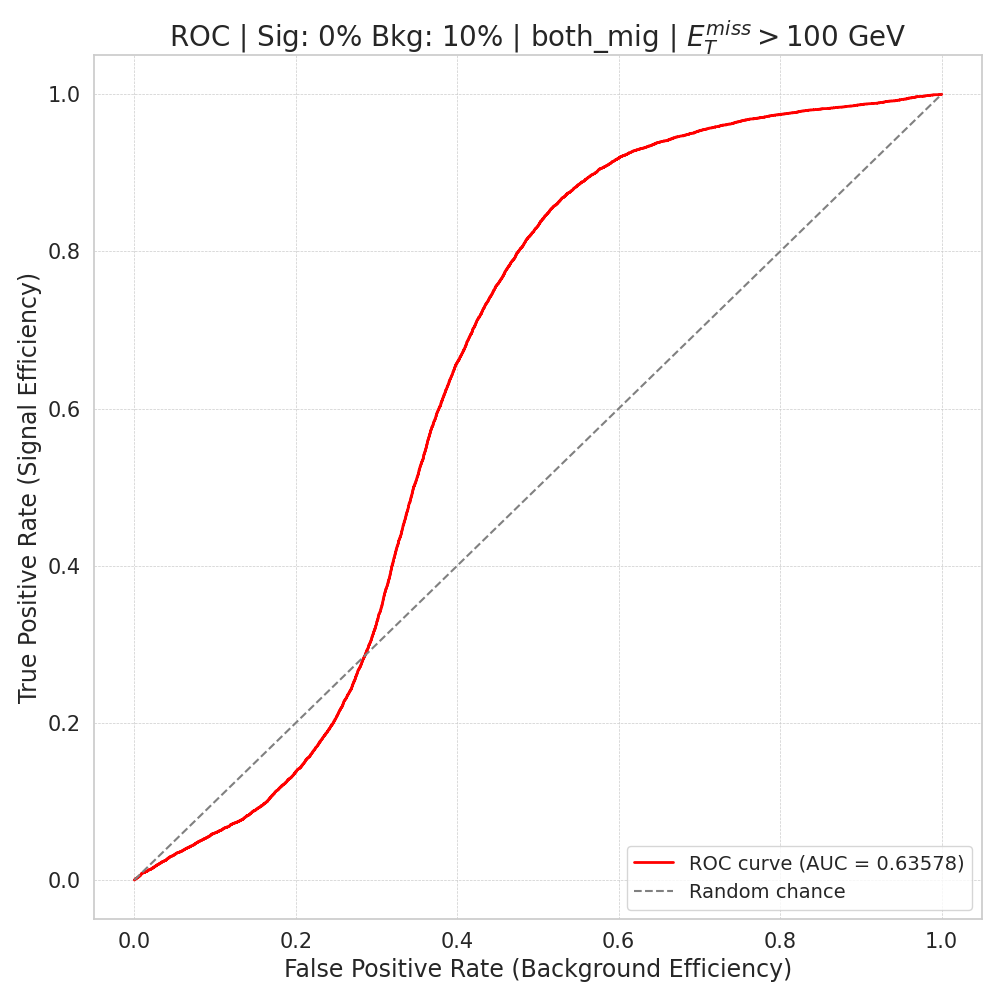 ROC | Sig: 0% Bkg: 10% | both_mig | $E_T^{miss} > 100$ GeV
1.0
0.8
0.6
0.4
0.2
0.0
True Positive Rate (Signal Efficiency)
ROC curve (AUC = 0.63578)
Random chance
0.0 0.2 0.4 0.6 0.8 1.0
False Positive Rate (Background Efficiency)